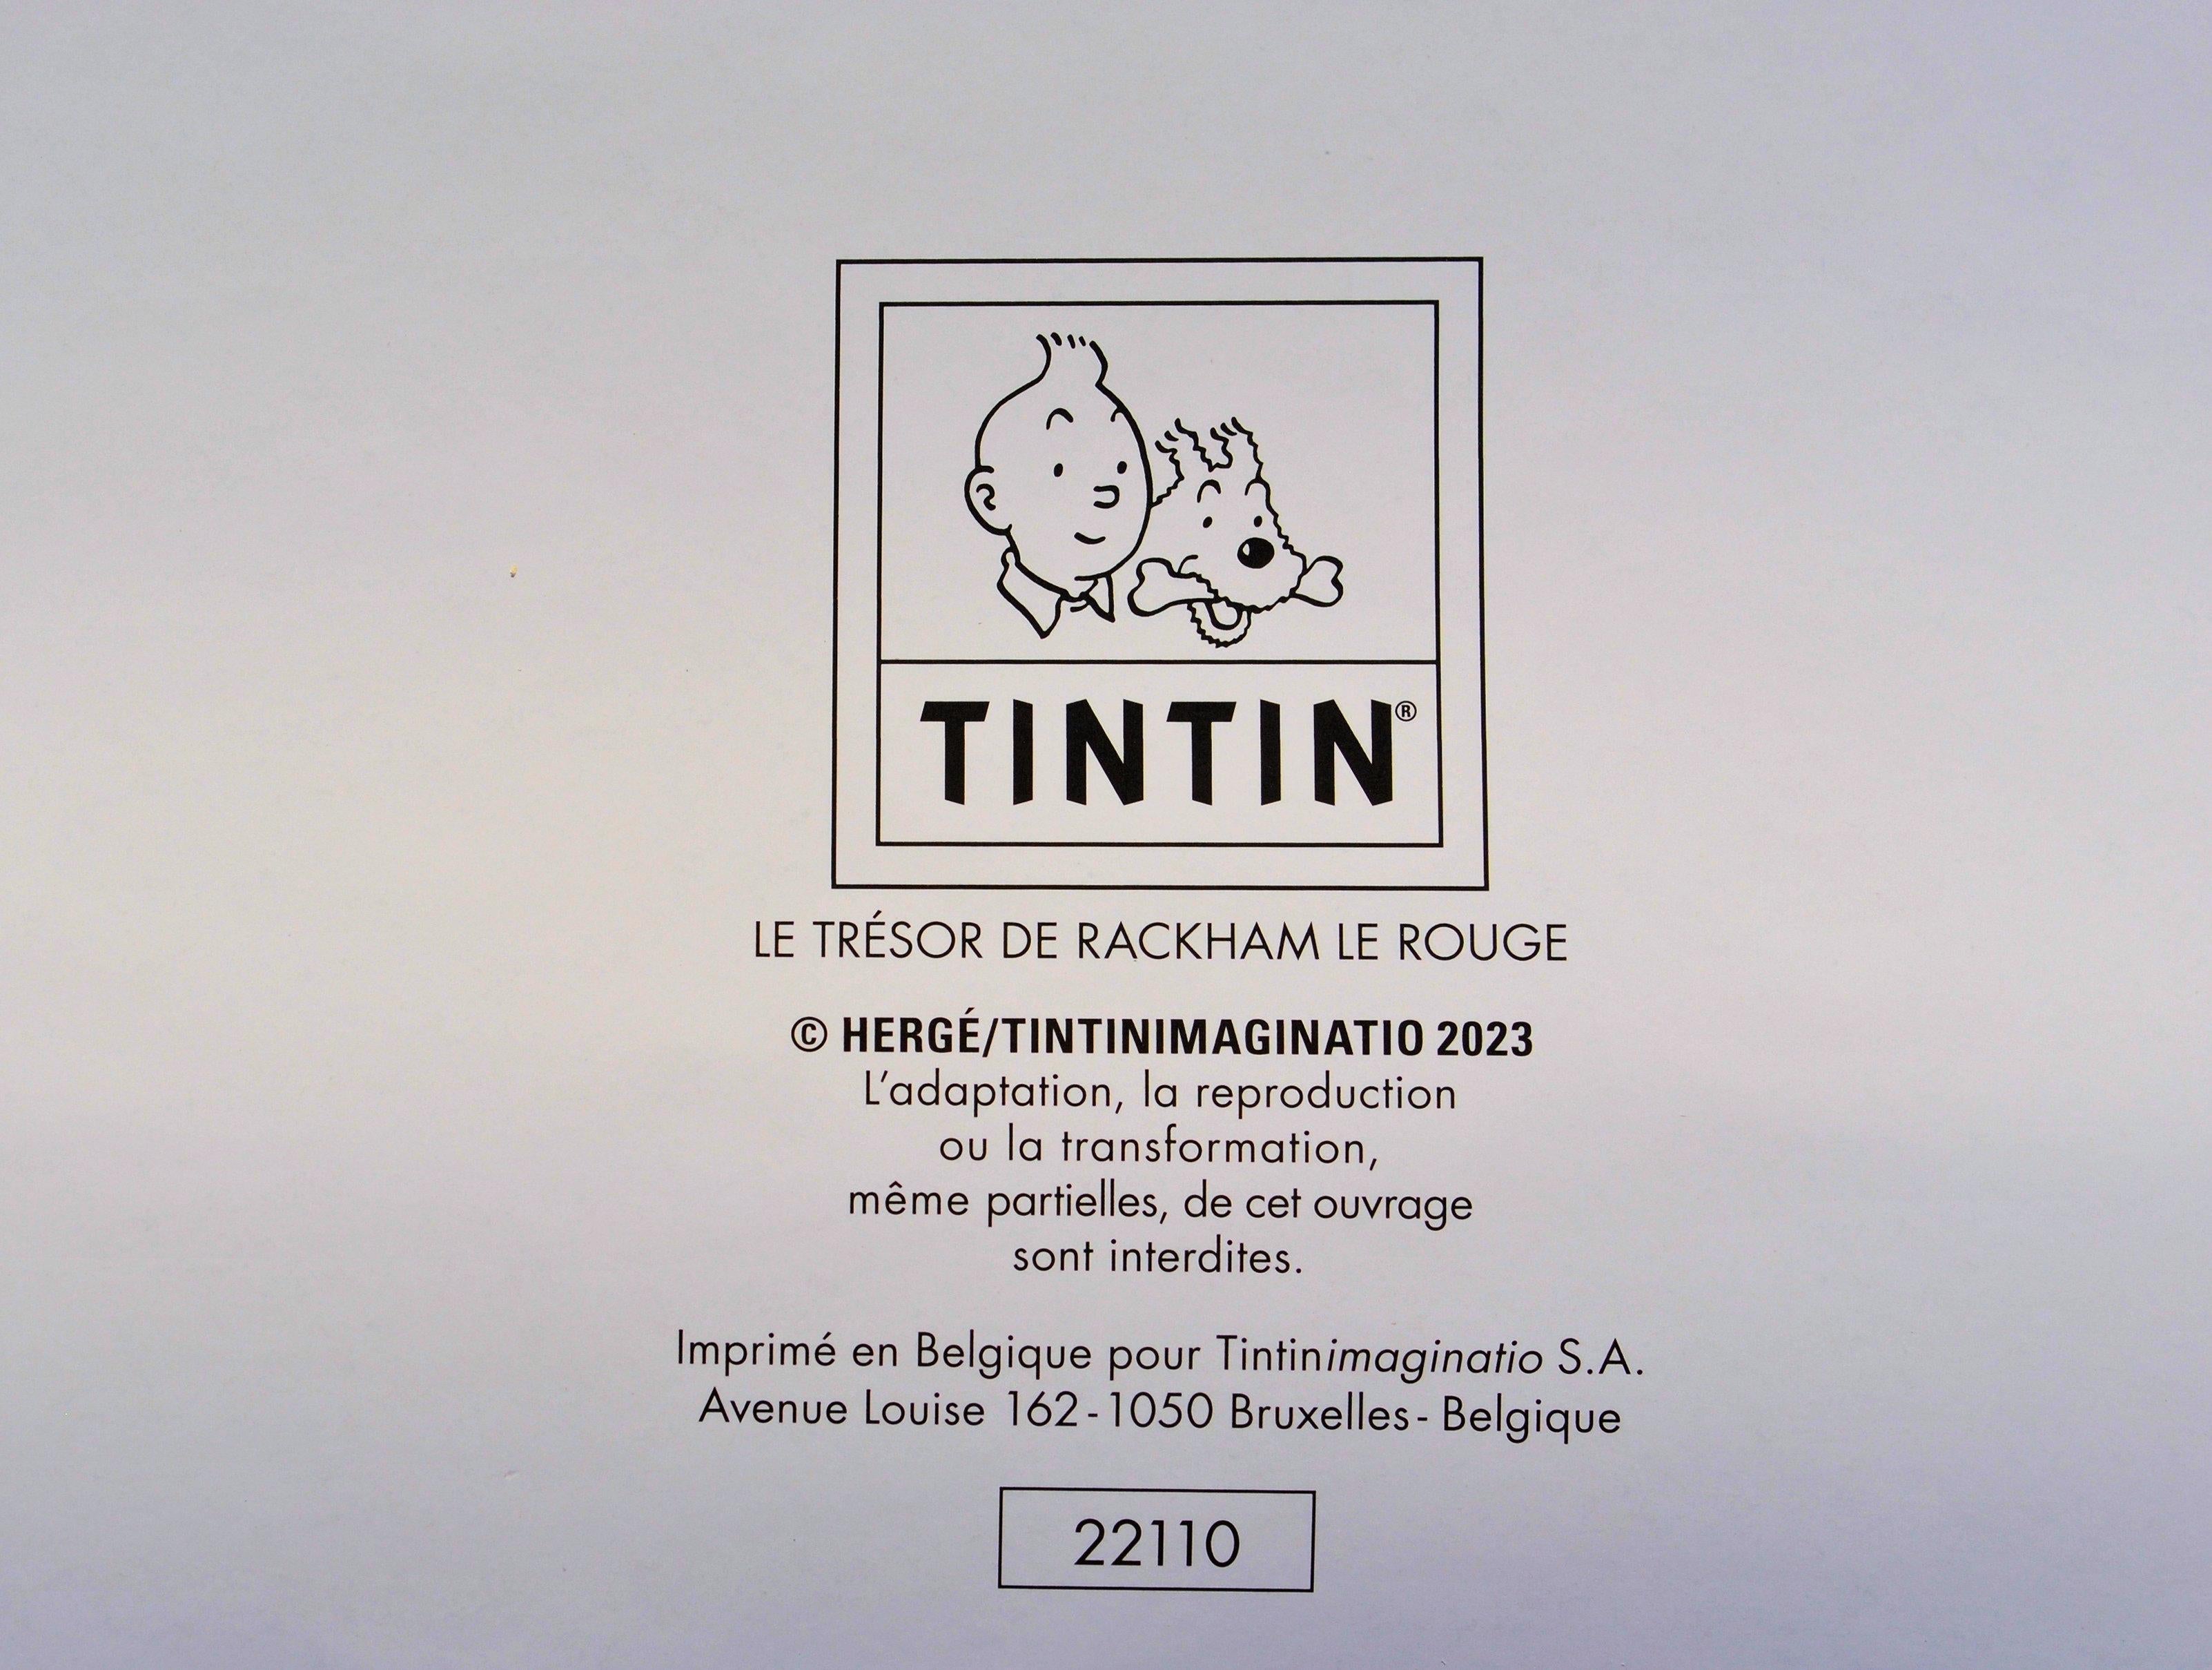 TINTIN®
LE TRÉSOR DE RACKHAM LE ROUGE
© HERGÉ/TINTINIMAGINATIO 2023
L'adaptation, la reproduction
ou la transformation,
même partielles, de cet ouvrage
sont interdites.
Imprimé en Belgique pour Tintinimaginatio S.A.
Avenue Louise 162-1050 Bruxelles- Belgique
22110